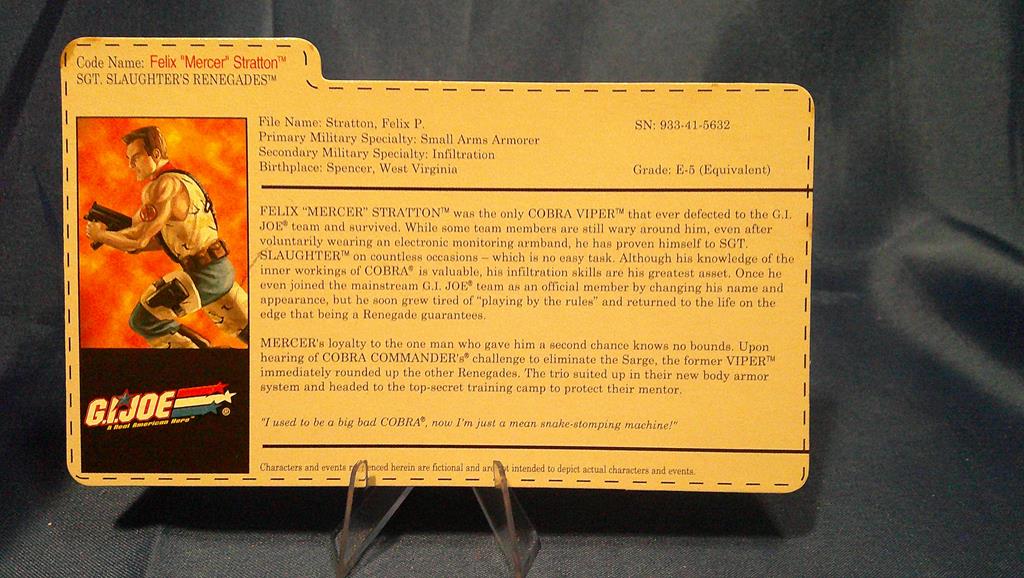 Code Name: Felix "Mercer" Stratton™
SGT. SLAUGHTER'S RENEGADES™
File Name: Stratton, Felix P.
SN: 933-41-5632
Primary Military Specialty: Small Arms Armorer
Secondary Military Specialty: Infiltration
Birthplace: Spencer, West Virginia
Grade: E-5 (Equivalent)
FELIX "MERCER" STRATTON™ was the only COBRA VIPER™ that ever defected to the G.I.
JOE® team and survived. While some team members are still wary around him, even after
voluntarily wearing an electronic monitoring armband, he has proven himself to SGT.
SLAUGHTER™ on countless occasions – which is no easy task. Although his knowledge of the
inner workings of COBRA® is valuable, his infiltration skills are his greatest asset. Once he
even joined the mainstream G.I. JOE® team as an official member by changing his name and
appearance, but he soon grew tired of "playing by the rules" and returned to the life on the
edge that being a Renegade guarantees.
MERCER's loyalty to the one man who gave him a second chance knows no bounds. Upon
hearing of COBRA COMMANDER's® challenge to eliminate the Sarge, the former VIPER™
immediately rounded up the other Renegades. The trio suited up in their new body armor
system and headed to the top-secret training camp to protect their mentor.
"I used to be a big bad COBRA®, now I'm just a mean snake-stomping machine!"
G.I. JOE®
A Real American Hero™
Characters and events herein are fictional and are intended to depict actual characters and events.